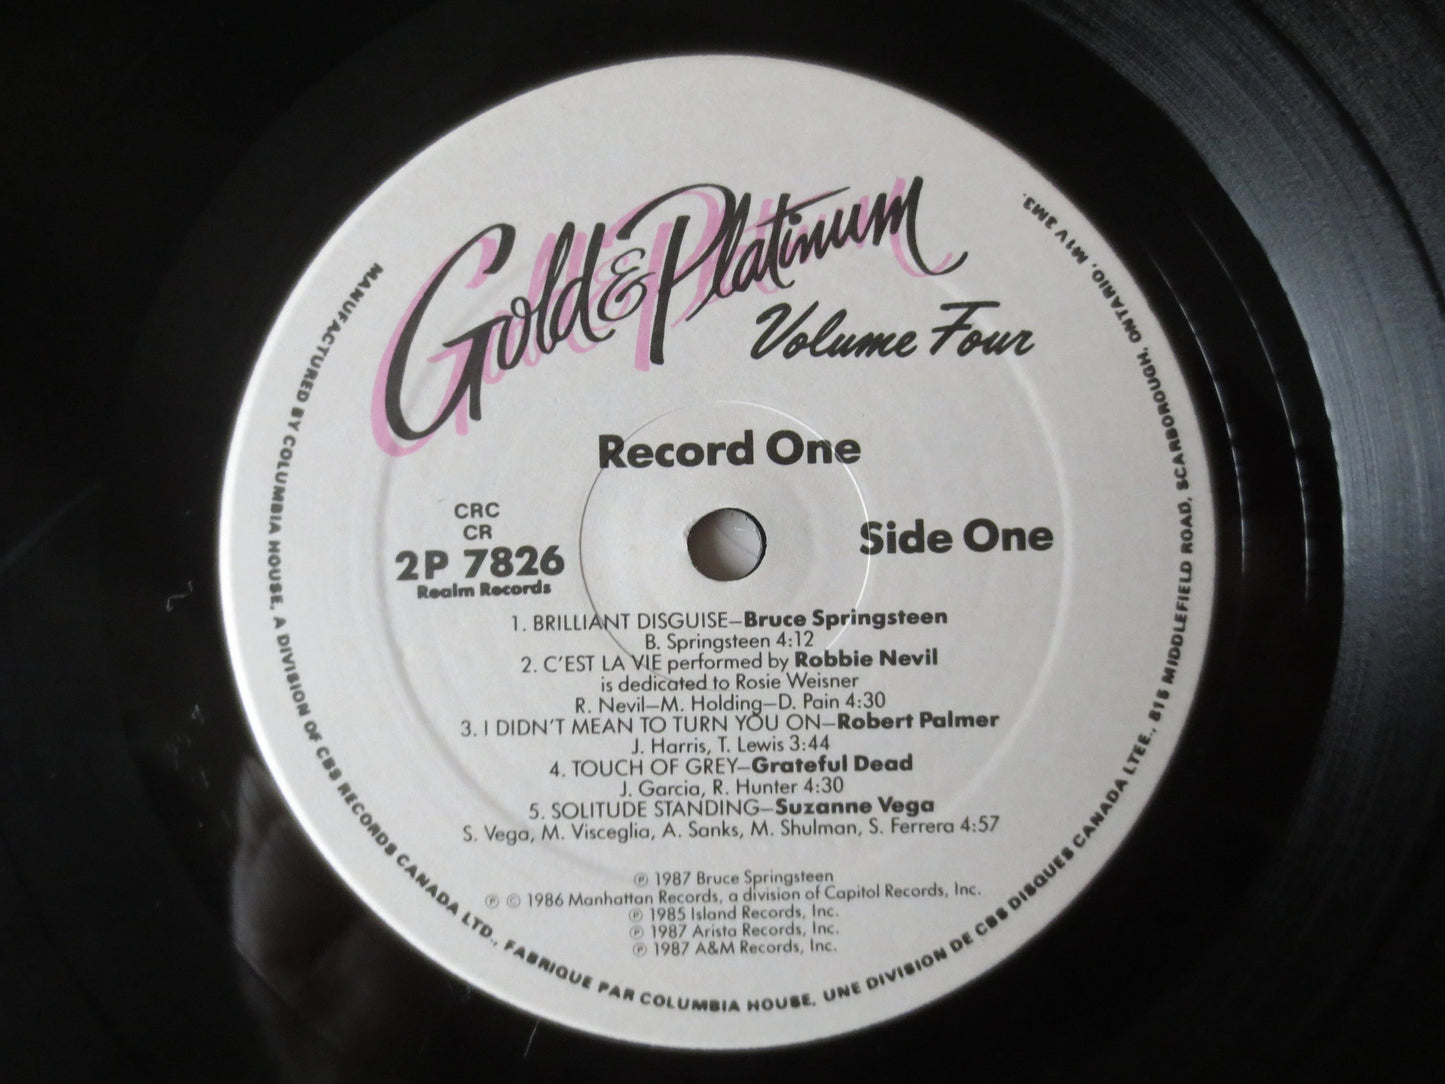 Gold & Platinum
Volume Four
Record One
Side One
CRC
CR
2P 7826
Realm Records
1. BRILLIANT DISGUISE—Bruce Springsteen
B. Springsteen 4:12
2. C'EST LA VIE performed by Robbie Nevil
is dedicated to Rosie Weisner
R. Nevil—M. Holding—D. Pain 4:30
3. I DIDN'T MEAN TO TURN YOU ON—Robert Palmer
J. Harris, T. Lewis 3:44
4. TOUCH OF GREY—Grateful Dead
J. Garcia, R. Hunter 4:30
5. SOLITUDE STANDING—Suzanne Vega
S. Vega, M. Visceglia, A. Sanks, M. Shulman, S. Ferrera 4:57
℗ 1987 Bruce Springsteen
℗ © 1986 Manhattan Records, a division of Capitol Records, Inc.
℗ 1985 Island Records, Inc.
℗ 1987 Arista Records, Inc.
℗ 1987 A&M Records, Inc.
MANUFACTURED BY COLUMBIA HOUSE, A DIVISION OF CBS RECORDS CANADA LTD., FABRIQUE PAR COLUMBIA HOUSE, UNE DIVISION DE CBS DISQUES CANADA LTEE., 815 MIDDLEFIELD ROAD, SCARBOROUGH, ONTARIO, M1V 3M3.